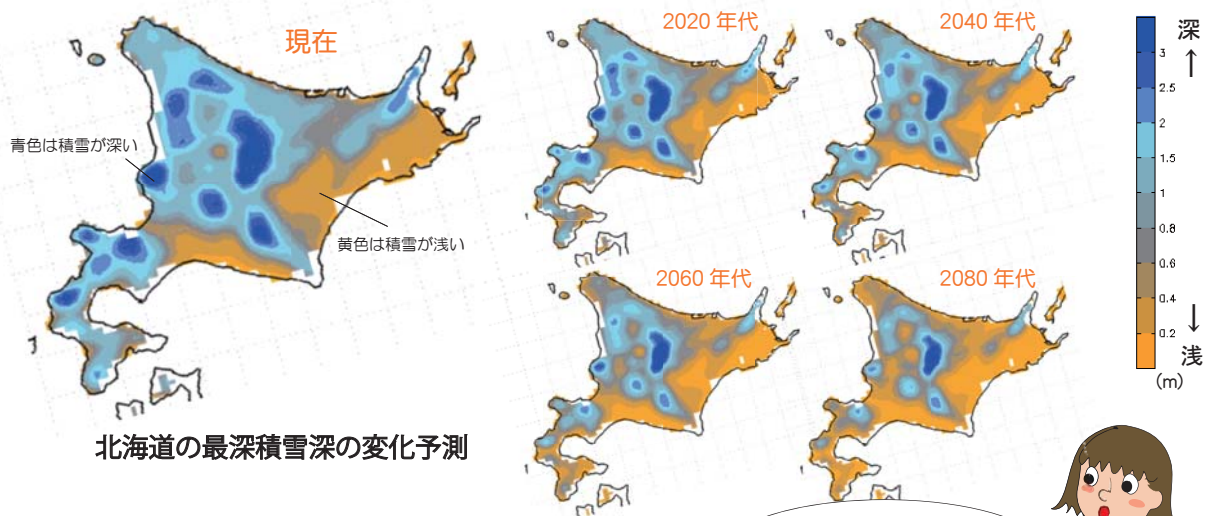 現在
青色は積雪が深い
黄色は積雪が浅い
北海道の最深積雪深の変化予測
2020 年代
2040 年代
2060 年代
2080 年代
深
↑
3
2.5
2
1.5
1
0.8
0.6
0.4
0.2
↓
浅
(m)